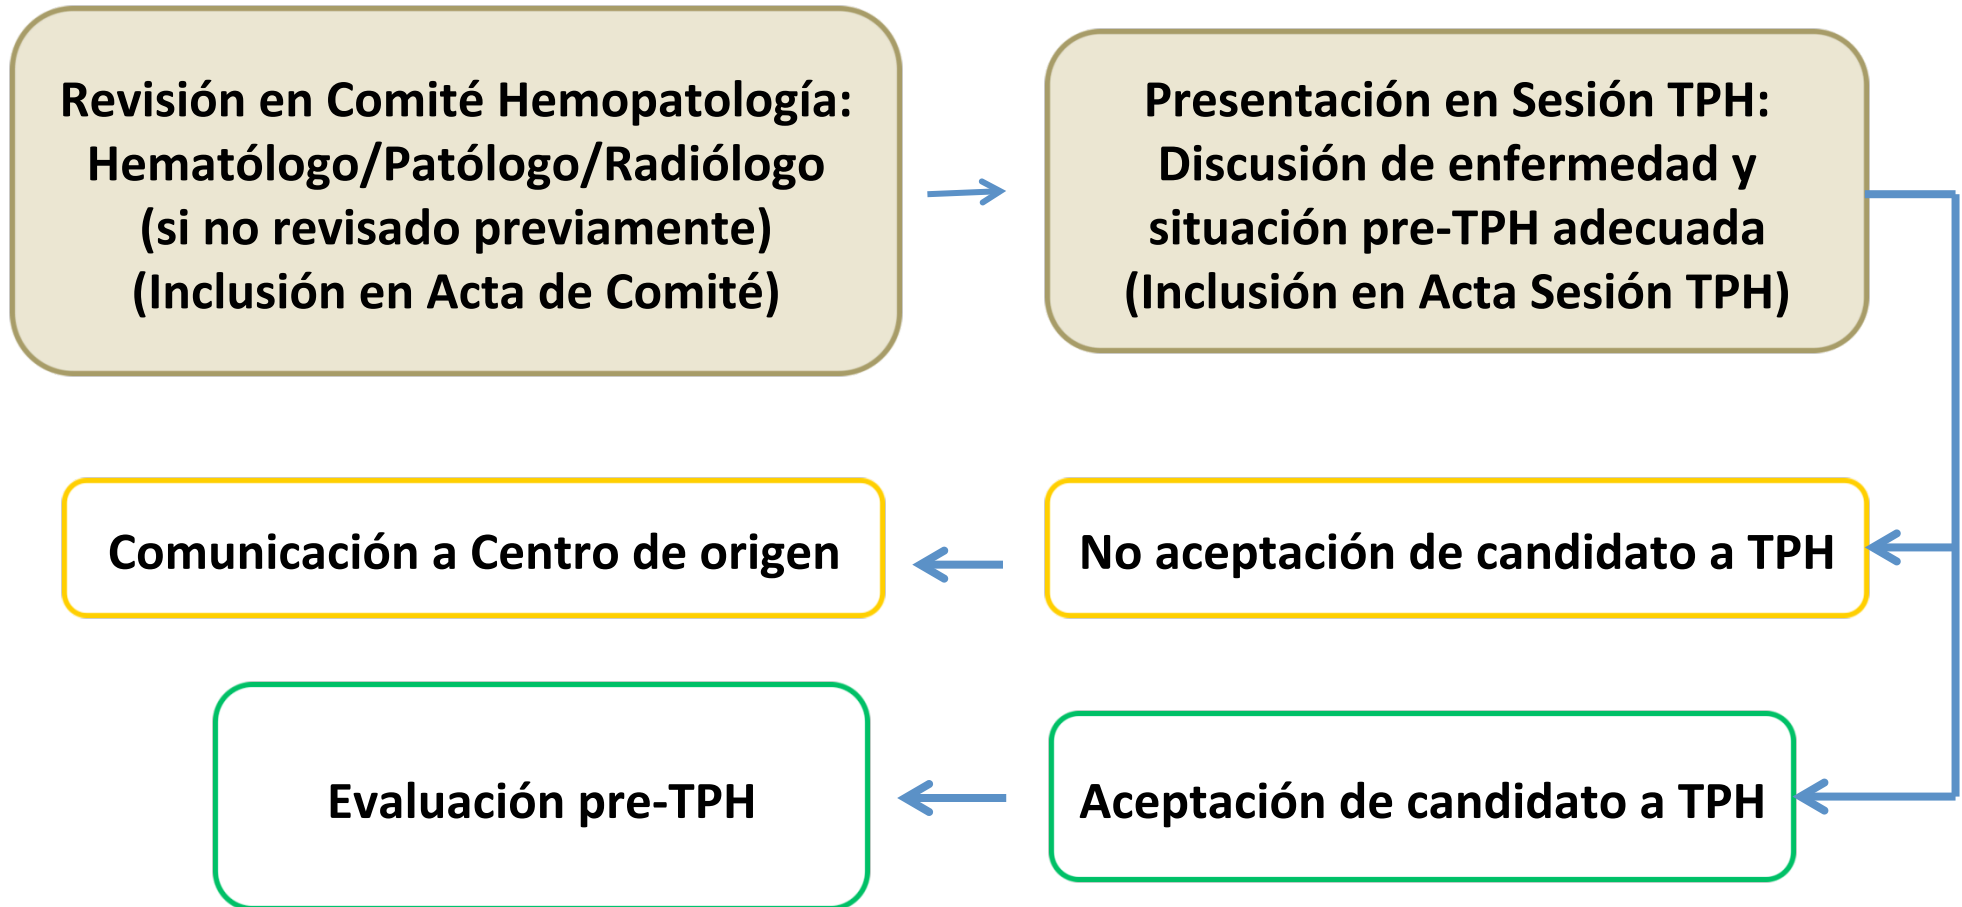 Revisión en Comité Hemopatología:
Hematólogo/Patólogo/Radiólogo
(si no revisado previamente)
(Inclusión en Acta de Comité)
Presentación en Sesión TPH:
Discusión de enfermedad y
situación pre-TPH adecuada
(Inclusión en Acta Sesión TPH)
Comunicación a Centro de origen
No aceptación de candidato a TPH
Evaluación pre-TPH
Aceptación de candidato a TPH